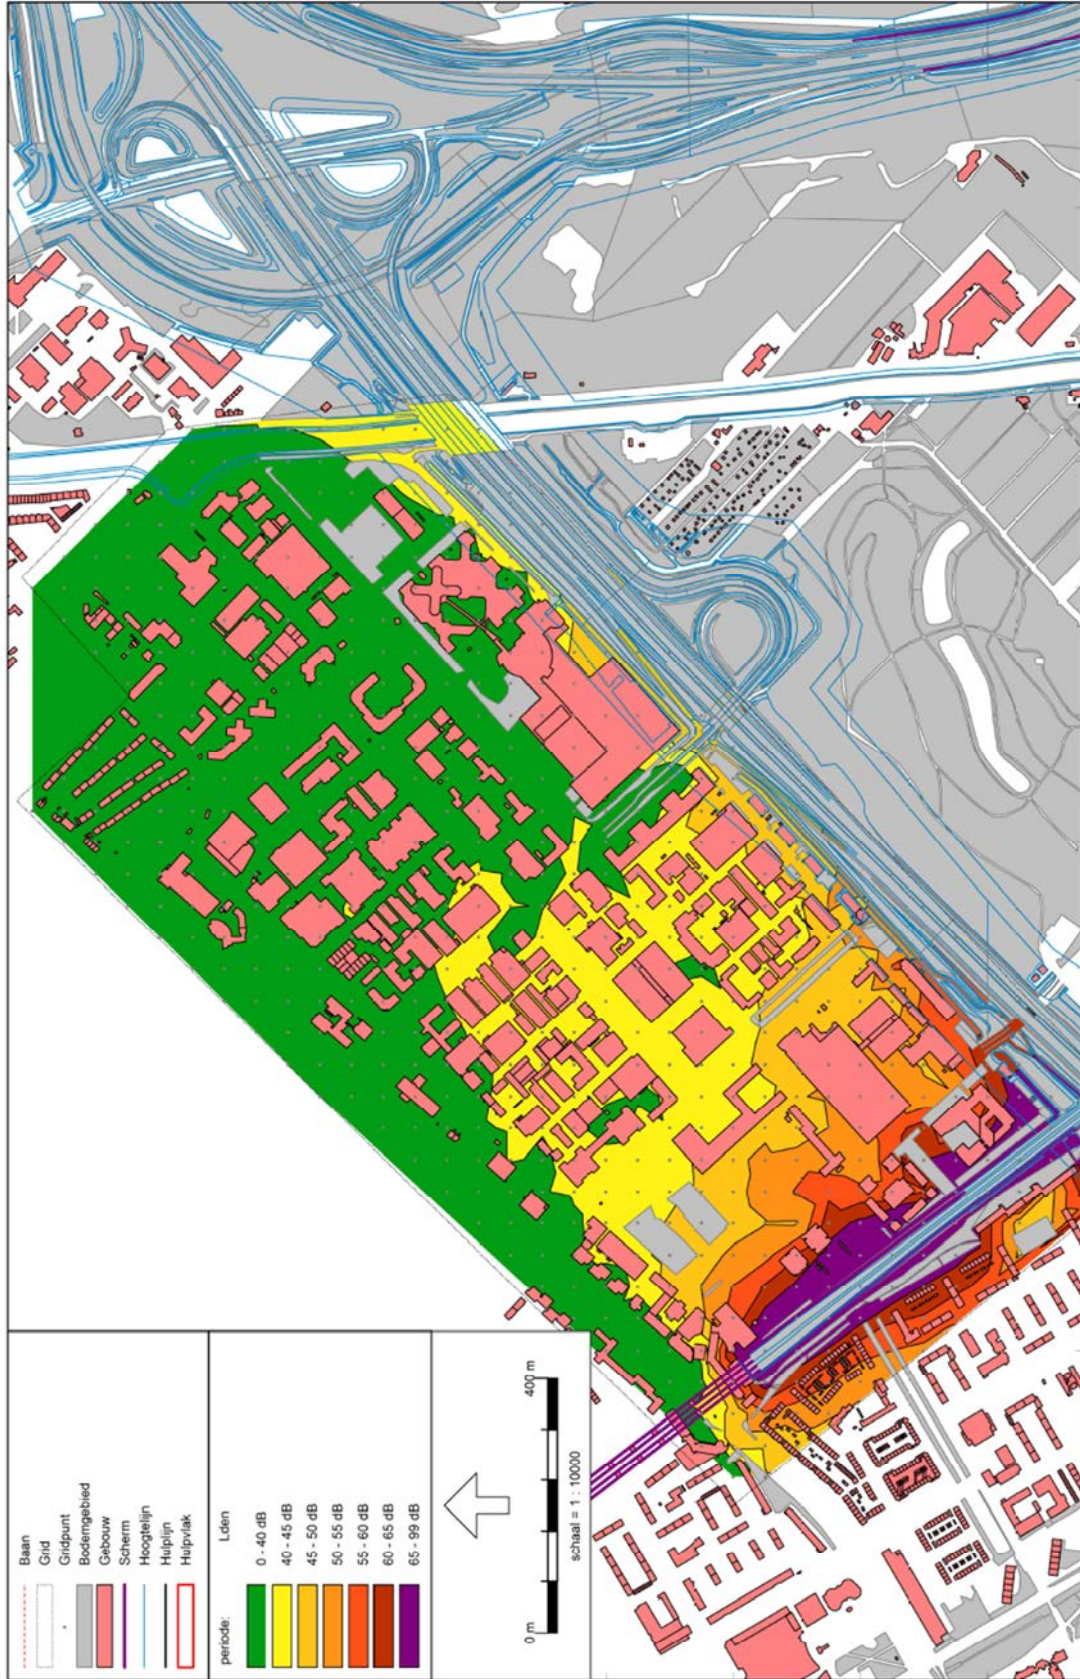 Baan
Grid
Gridpunt
Bodemgebied
Gebouw
Scherm
Hoogtelijn
Hulplijn
Hulpvlak
periode: Lden
0 - 40 dB
40 - 45 dB
45 - 50 dB
50 - 55 dB
55 - 60 dB
60 - 65 dB
65 - 99 dB
0 m 400 m
schaal = 1 : 10000